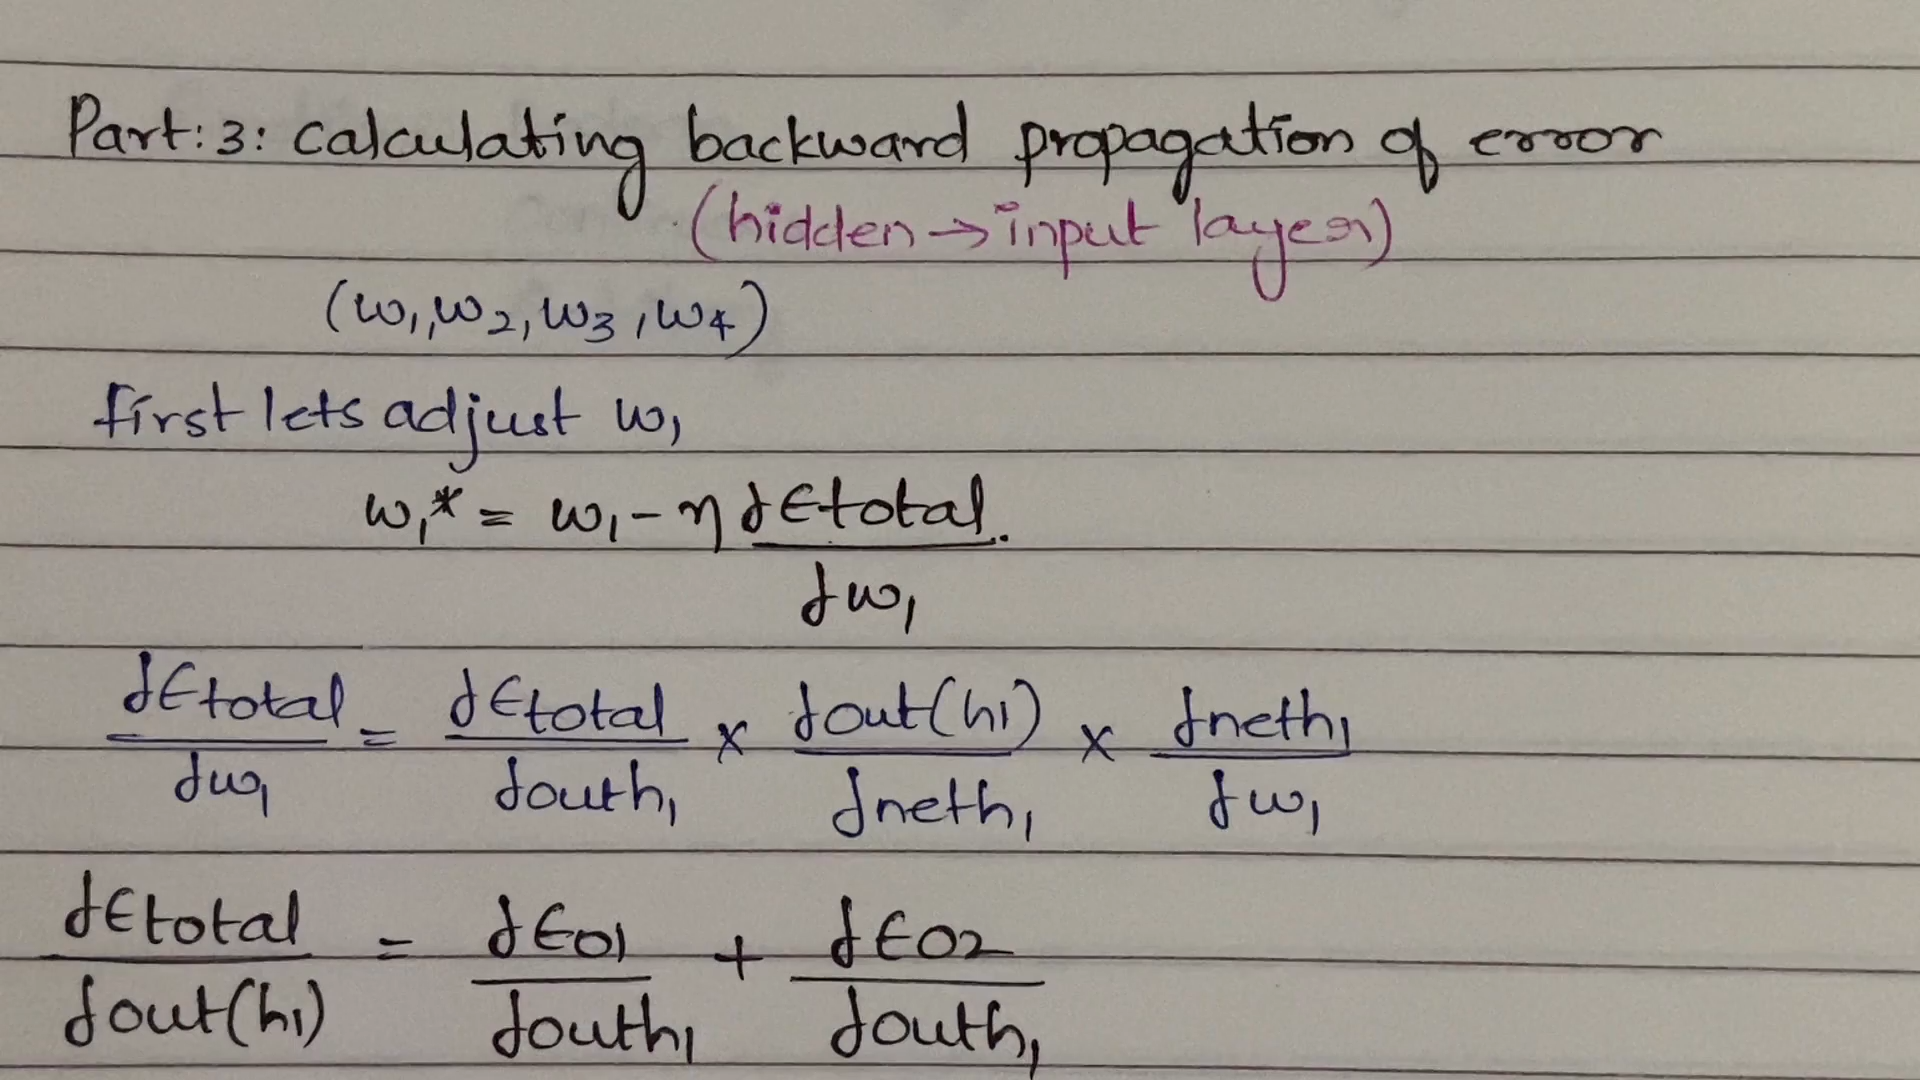 Part:3: Calculating backward propagation of error
(hidden→input layer)
(w₁,w₂,w₃,w₄)
first lets adjust w₁
w₁* = w₁ - η ∂Etotal.
∂w₁
∂Etotal = ∂Etotal × ∂out(h1) × ∂neth₁
∂w₁ ∂outh₁ ∂neth₁ ∂w₁
∂Etotal = ∂Eo1 + ∂Eo2
∂out(h1) ∂outh₁ ∂outh₁